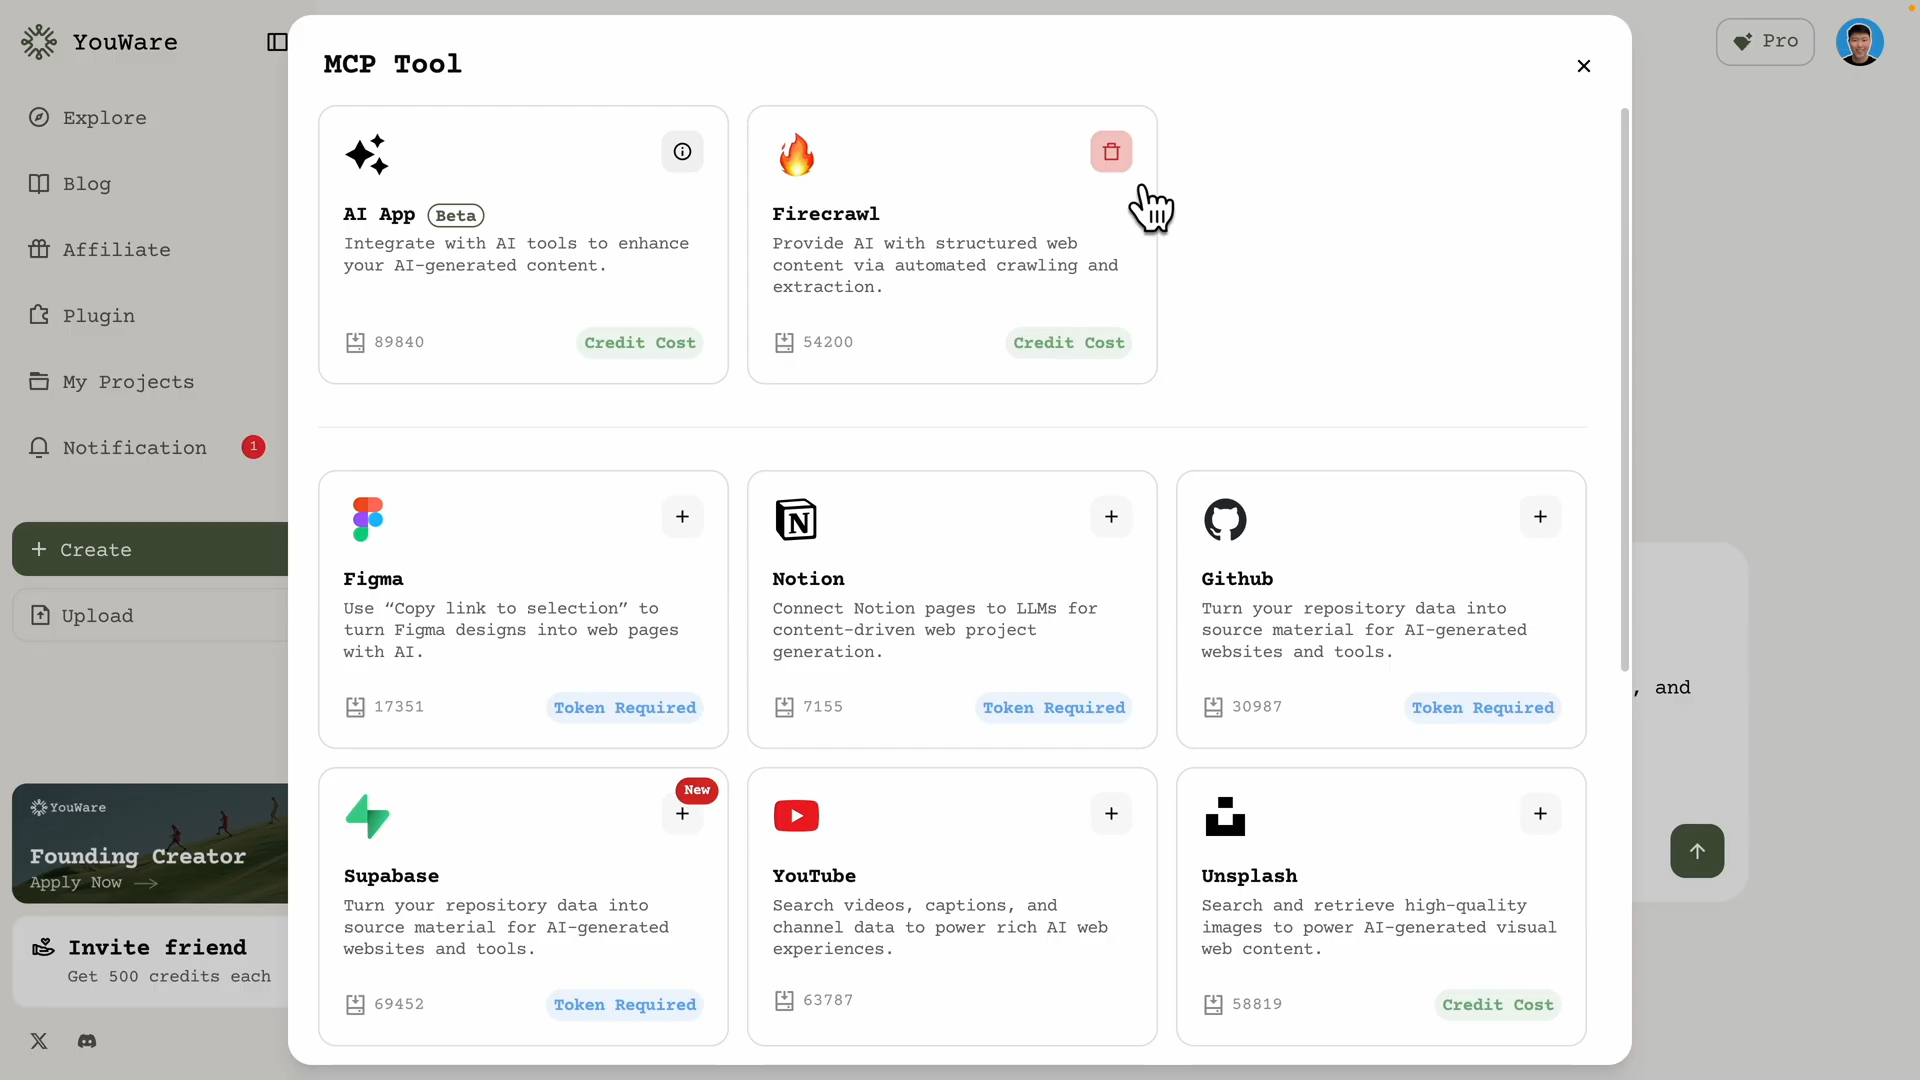 YouWare
Explore
Blog
Affiliate
Plugin
My Projects
Notification
1
Create
Upload
YouWare
Founding Creator
Apply Now
Invite friend
Get 500 credits each
MCP Tool
AI App Beta
Integrate with AI tools to enhance
your AI-generated content.
89840
Credit Cost
Firecrawl
Provide AI with structured web
content via automated crawling and
extraction.
54200
Credit Cost
Figma
Use “Copy link to selection” to
turn Figma designs into web pages
with AI.
17351
Token Required
Notion
Connect Notion pages to LLMs for
content-driven web project
generation.
7155
Token Required
Github
Turn your repository data into
source material for AI-generated
websites and tools.
30987
Token Required
New
Supabase
Turn your repository data into
source material for AI-generated
websites and tools.
69452
Token Required
YouTube
Search videos, captions, and
channel data to power rich AI web
experiences.
63787
Unsplash
Search and retrieve high-quality
images to power AI-generated visual
web content.
58819
Credit Cost
Pro
, and